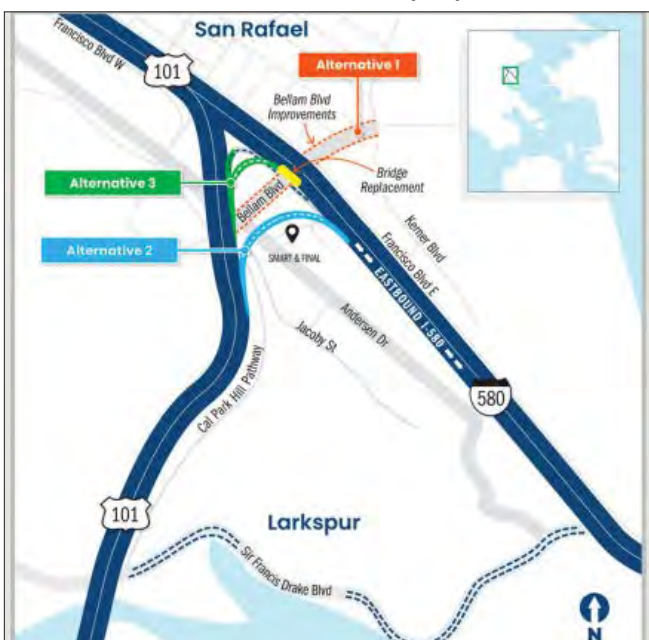 San Rafael
Francisco Blvd W
101
Alternative 1
Bellam Blvd
Improvements
Bridge
Replacement
Alternative 3
Bellam Blvd
Alternative 2
SMART & FINAL
Kerner Blvd
Francisco Blvd E
EASTBOUND I-580
Andersen Dr
Jacoby St
Cal Park Hill Pathway
580
101
Larkspur
Sir Francis Drake Blvd
N